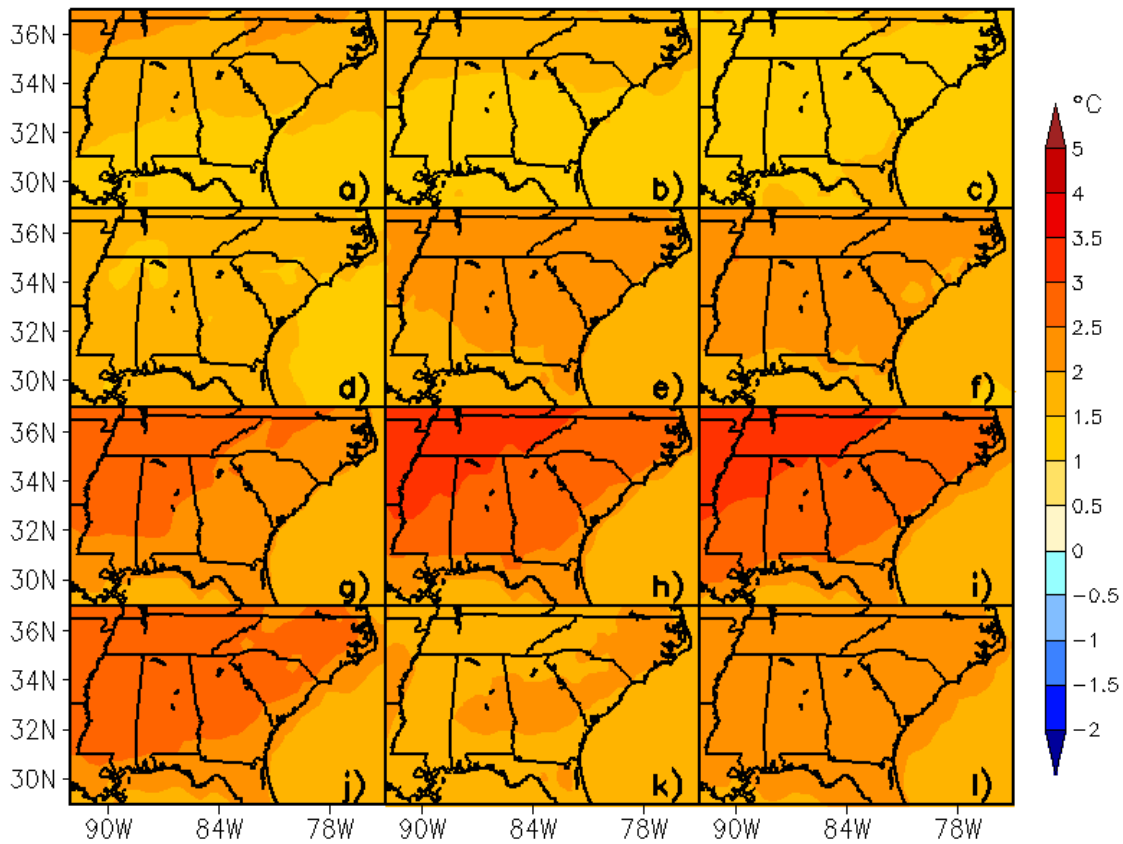 36N
34N
32N
30N
a)
b)
c)
36N
34N
32N
30N
d)
e)
f)
36N
34N
32N
30N
g)
h)
i)
36N
34N
32N
30N
j)
k)
l)
90W 84W 78W 90W 84W 78W 90W 84W 78W
°C
5
4
3.5
3
2.5
2
1.5
1
0.5
0
−0.5
−1
−1.5
−2